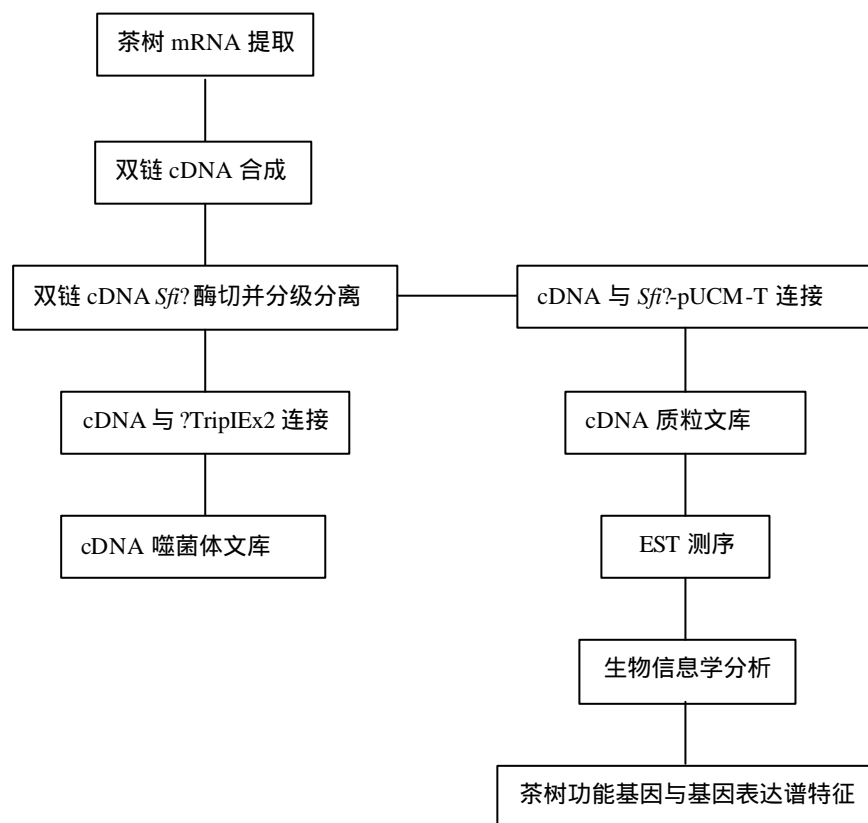 茶树 mRNA 提取
双链 cDNA 合成
双链 cDNA Sfi? 酶切并分级分离
cDNA 与 ?TripIEx2 连接
cDNA 噬菌体文库
cDNA 与 Sfi?-pUCM-T 连接
cDNA 质粒文库
EST 测序
生物信息学分析
茶树功能基因与基因表达谱特征